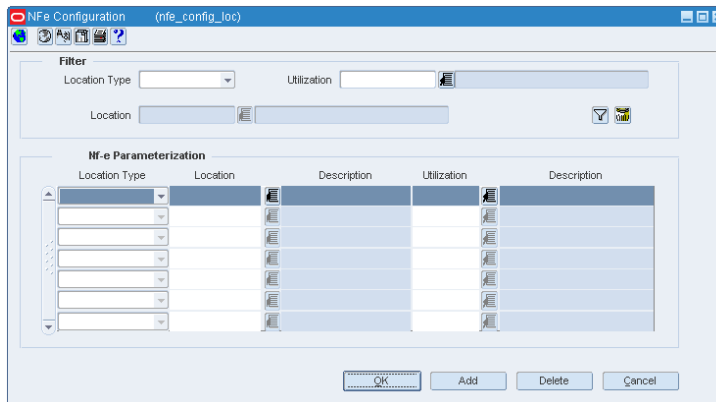 NFe Configuration (nfe_config_loc)
Filter
Location Type Utilization
Location
Nf-e Parameterization
Location Type Location Description Utilization Description
OK Add Delete Cancel